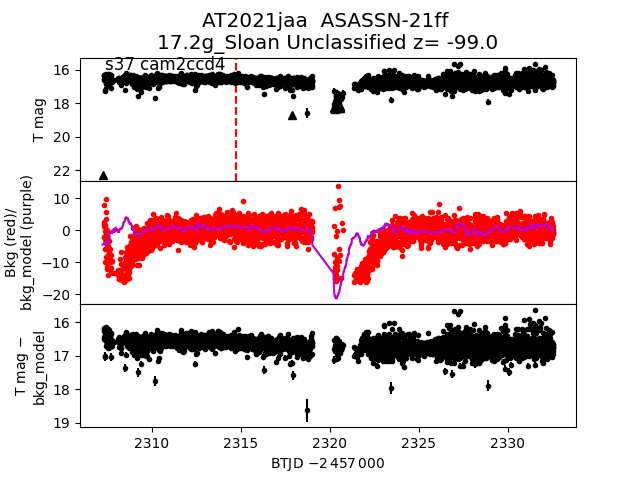 AT2021jaa  ASASSN-21ff
17.2g_Sloan Unclassified z= -99.0
s37 cam2ccd4
16
18
20
22
T mag
10
0
−10
−20
Bkg (red)/
bkg_model (purple)
16
17
18
19
T mag −
bkg_model
2310
2315
2320
2325
2330
BTJD −2 457 000